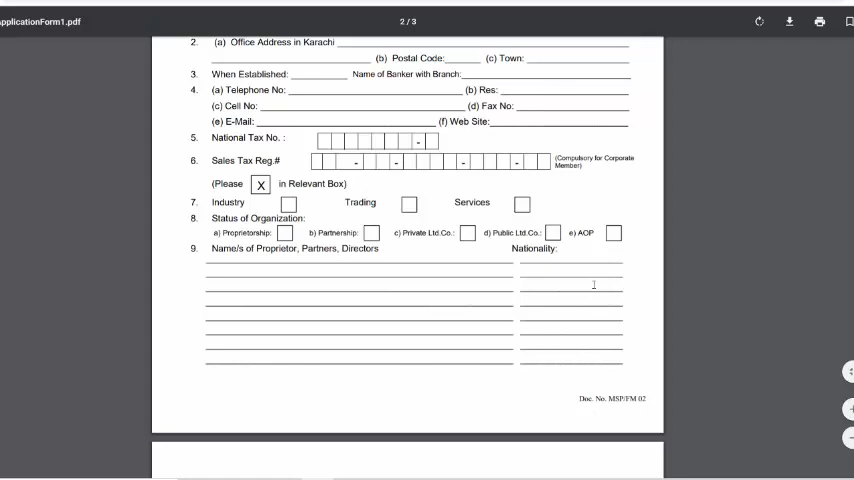 ApplicationForm1.pdf
2 / 3
2. (a) Office Address in Karachi
(b) Postal Code: (c) Town:
3. When Established: Name of Banker with Branch:
4. (a) Telephone No: (b) Res:
(c) Cell No: (d) Fax No:
(e) E-Mail: (f) Web Site:
5. National Tax No. : -
6. Sales Tax Reg.# - - - - (Compulsory for Corporate
Member)
(Please X in Relevant Box)
7. Industry Trading Services
8. Status of Organization:
a) Proprietorship: b) Partnership: c) Private Ltd.Co.: d) Public Ltd.Co.: e) AOP
9. Name/s of Proprietor, Partners, Directors Nationality:
Doc. No. MSP/FM 02